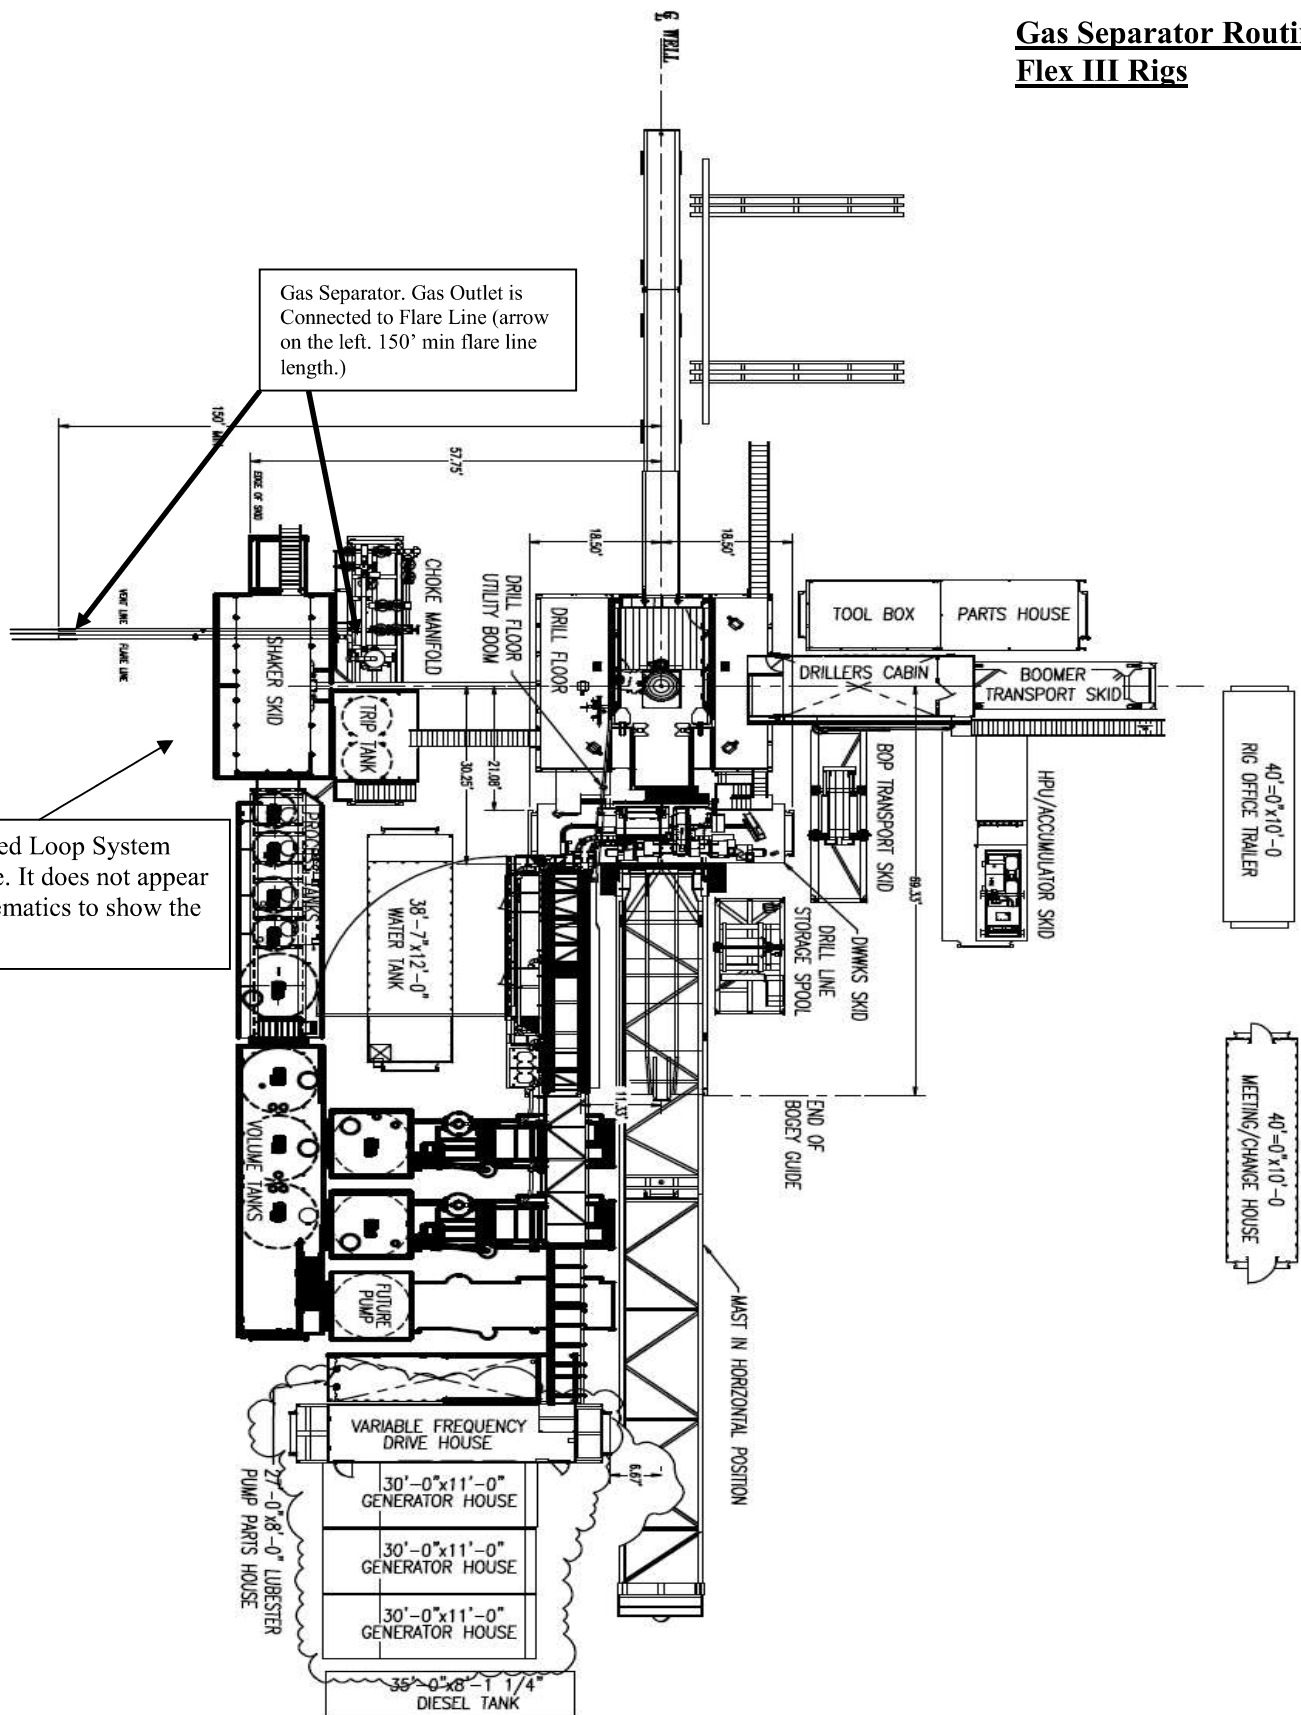 Gas Separator Routin
Flex III Rigs
℄ WELL
Gas Separator. Gas Outlet is
Connected to Flare Line (arrow
on the left. 150’ min flare line
length.)
150' MIN
57.75'
EDGE OF SKID
18.50'
18.50'
CHOKE MANIFOLD
DRILL FLOOR
UTILITY BOOM
DRILL FLOOR
TOOL BOX
PARTS HOUSE
DRILLERS CABIN
BOOMER
TRANSPORT SKID
VENT LINE
FLARE LINE
SHAKER SKID
TRIP TANK
30.25'
21.08'
BOP TRANSPORT SKID
HPU/ACCUMULATOR SKID
40'=0"x10'-0
RIG OFFICE TRAILER
69.33'
ed Loop System
e. It does not appear
ematics to show the
PROCESS TANKS
38'-7"x12'-0"
WATER TANK
DWWKS SKID
DRILL LINE
STORAGE SPOOL
11.33'
END OF
BOGEY GUIDE
40'=0"x10'-0
MEETING/CHANGE HOUSE
VOLUME TANKS
FUTURE
PUMP
MAST IN HORIZONTAL POSITION
VARIABLE FREQUENCY
DRIVE HOUSE
6.67'
27'-0"x8'-0" LUBESTER
PUMP PARTS HOUSE
30'-0"x11'-0"
GENERATOR HOUSE
30'-0"x11'-0"
GENERATOR HOUSE
30'-0"x11'-0"
GENERATOR HOUSE
35'-0"x8'-1 1/4"
DIESEL TANK